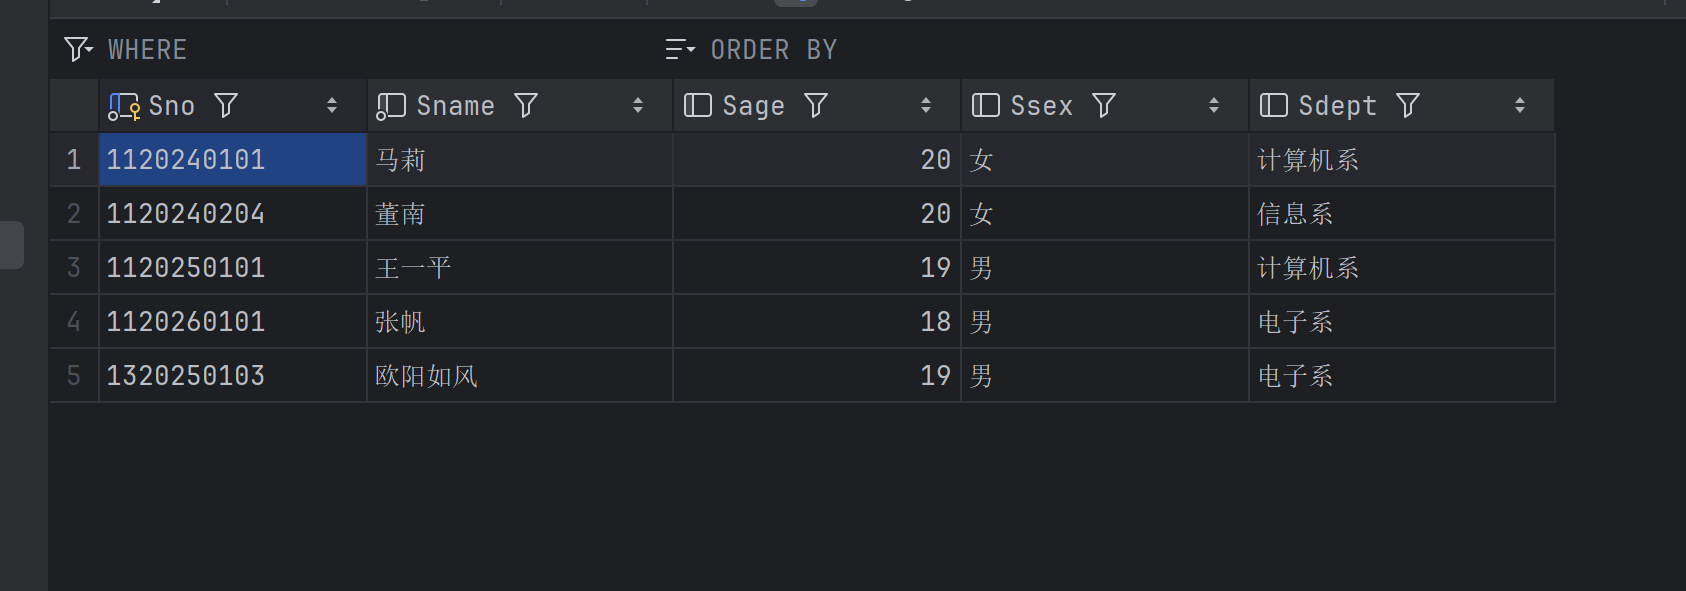 WHERE ORDER BY
Sno Sname Sage Ssex Sdept
1 1120240101 马莉 20 女 计算机系
2 1120240204 董南 20 女 信息系
3 1120250101 王一平 19 男 计算机系
4 1120260101 张帆 18 男 电子系
5 1320250103 欧阳如风 19 男 电子系